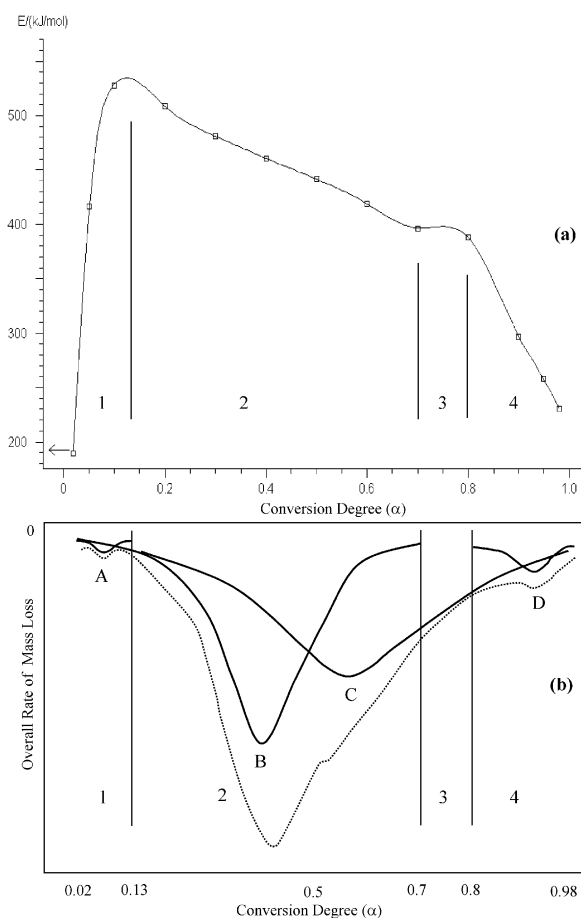 E/(kJ/mol)
500
400
(a)
300
1 2 3 4
200
0 0.2 0.4 0.6 0.8 1.0
Conversion Degree (α)
0
A
D
Overall Rate of Mass Loss
C
(b)
B
1 2 3 4
0.02 0.13 0.5 0.7 0.8 0.98
Conversion Degree (α)